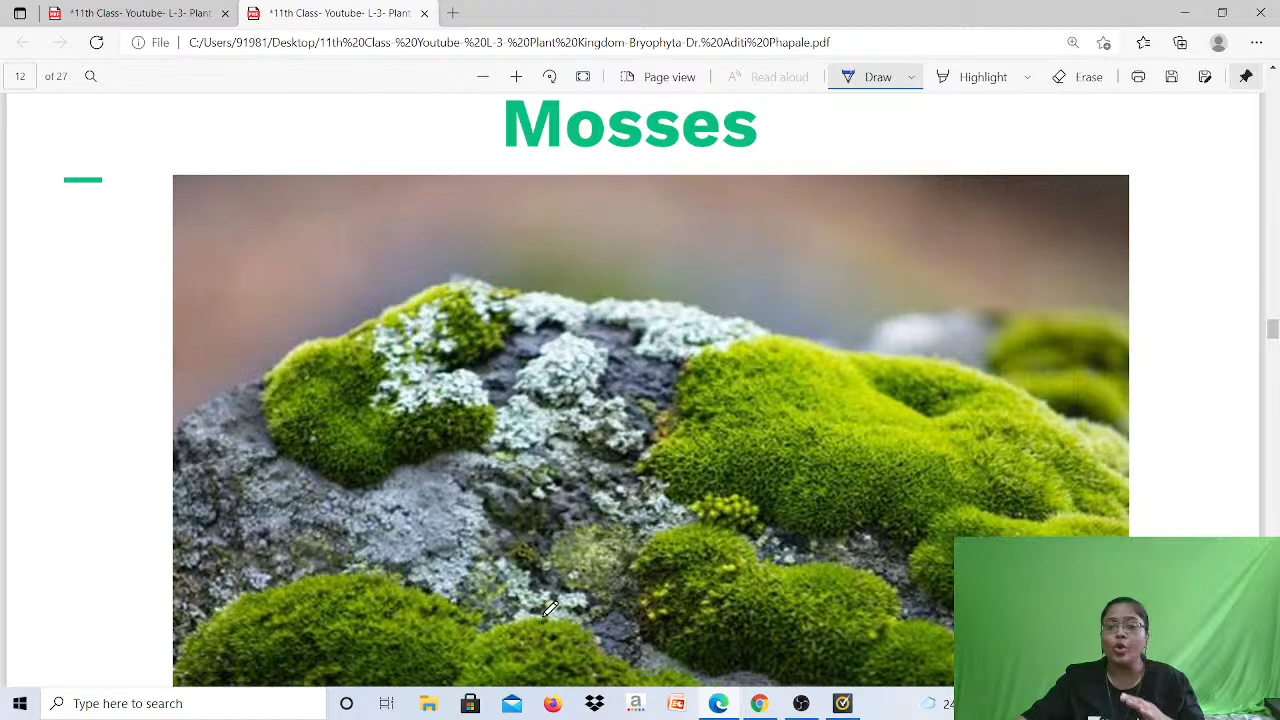 *11th Class- Youtube- L-3- Plant
*11th Class- Youtube- L-3- Plant
File
C:/Users/91981/Desktop/11th%20Class-%20Youtube-%20L-3-%20Plant%20Kingdom-Bryophyta-Dr.%20Aditi%20Phapale.pdf
12 of 27
Page view
Read aloud
Draw
Highlight
Erase
Mosses
Type here to search
24